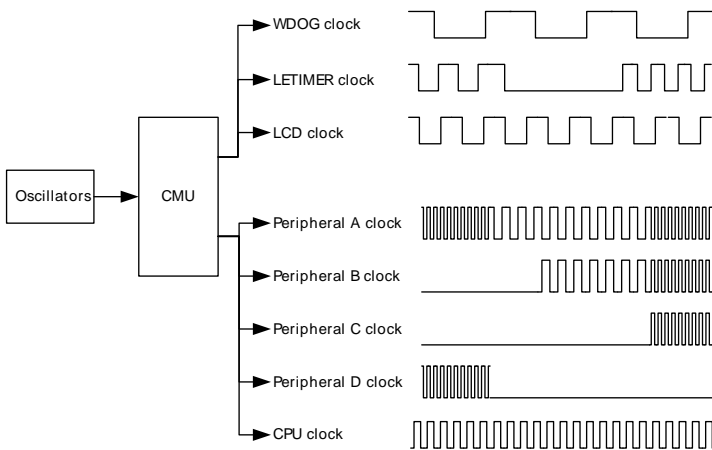 WDOG clock
LETIMER clock
LCD clock
Oscillators
CMU
Peripheral A clock
Peripheral B clock
Peripheral C clock
Peripheral D clock
CPU clock